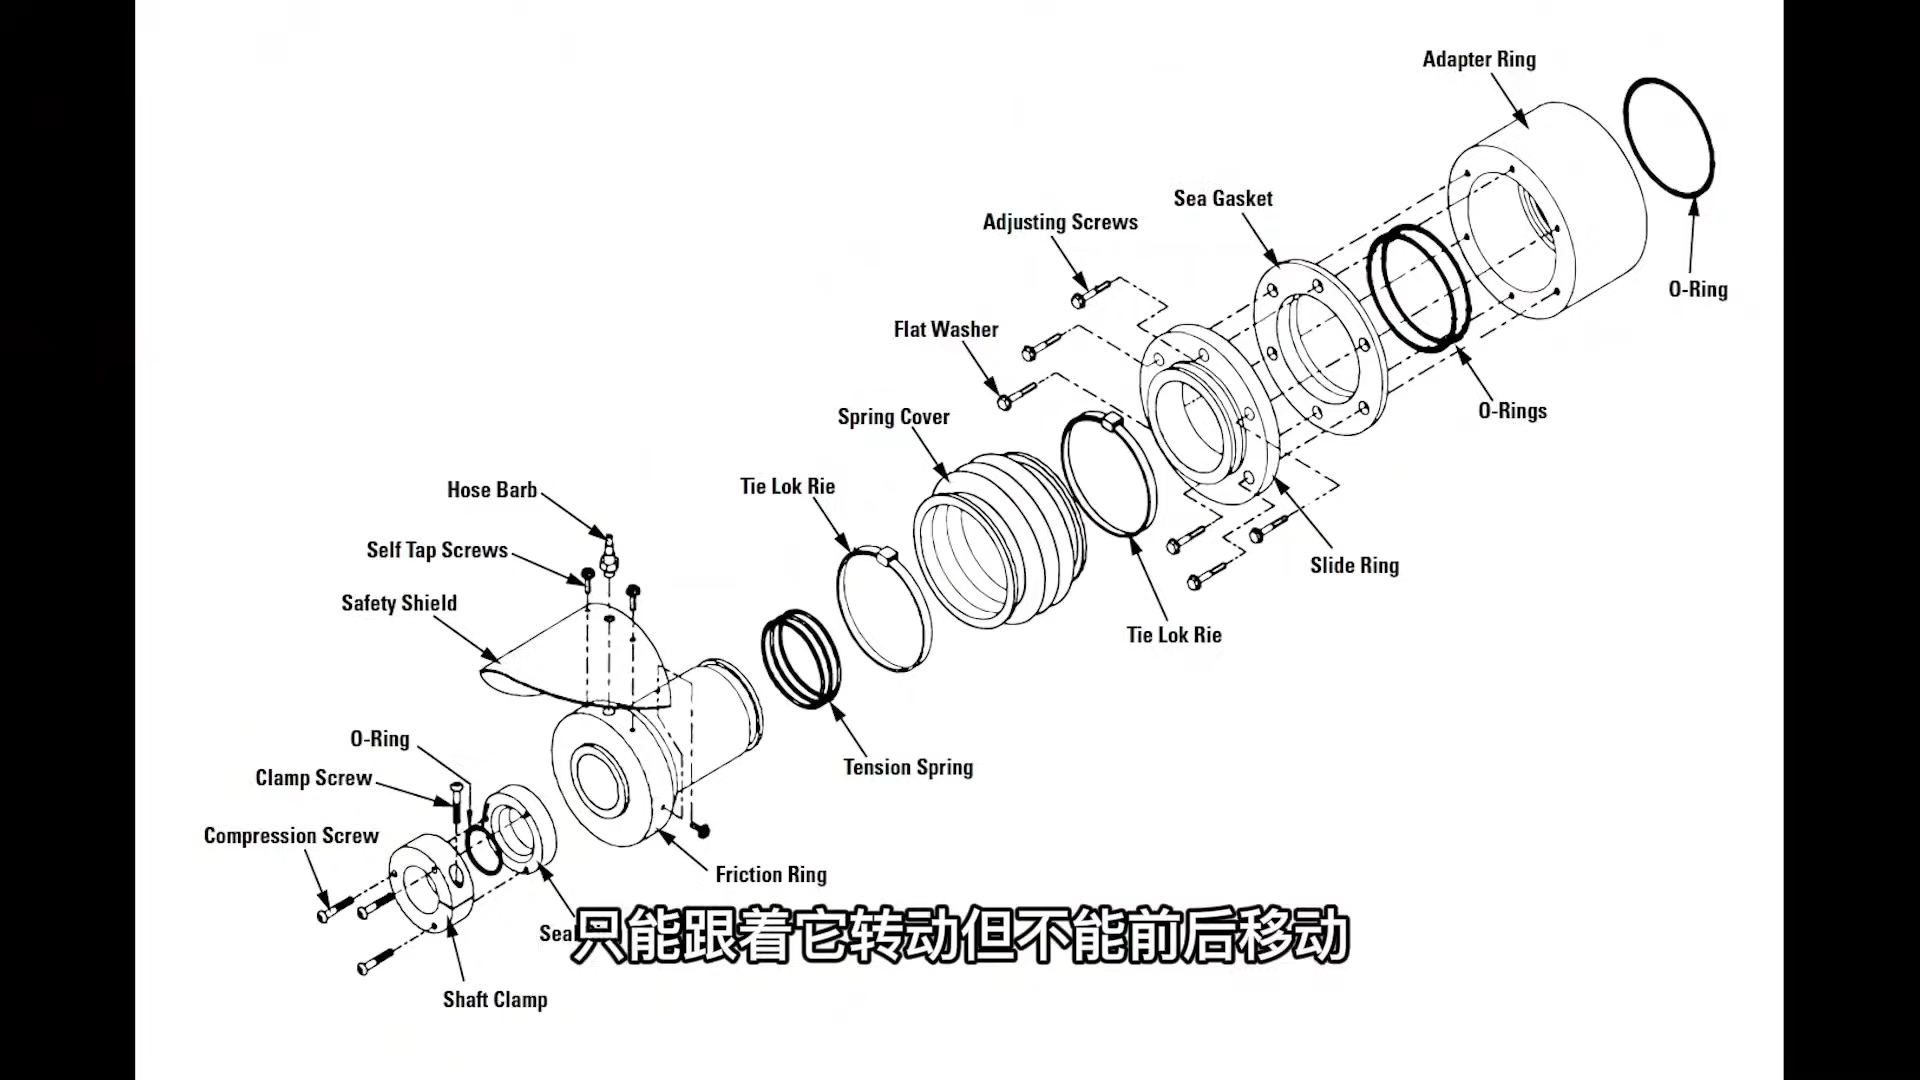 Adapter Ring
Sea Gasket
Adjusting Screws
O-Ring
Flat Washer
O-Rings
Spring Cover
Hose Barb
Tie Lok Rie
Self Tap Screws
Slide Ring
Safety Shield
Tie Lok Rie
O-Ring
Tension Spring
Clamp Screw
Compression Screw
Friction Ring
只能跟着它转动但不能前后移动
Shaft Clamp